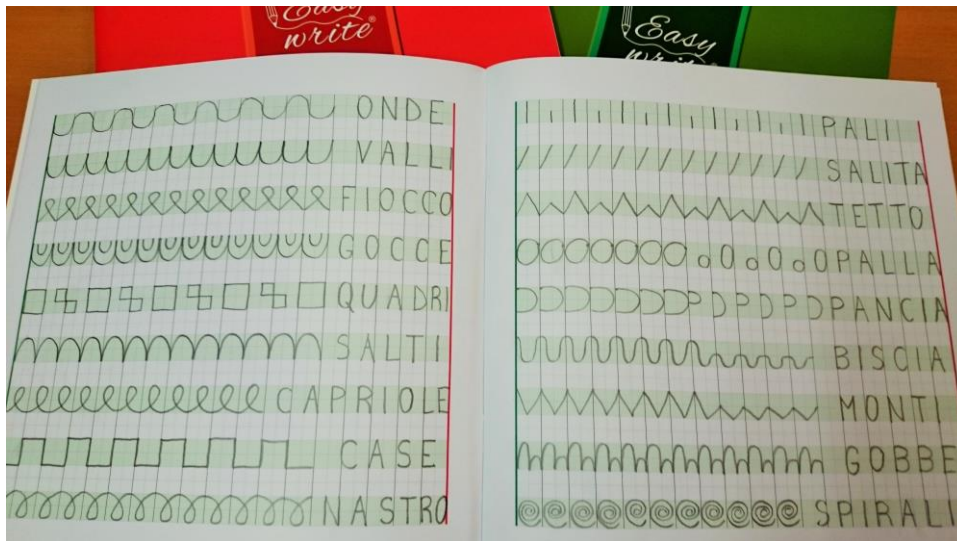 Easy
write®
Easy
write
ONDE
VALLI
FIOCCO
GOCCE
QUADRI
SALTI
CAPRIOLE
CASE
NASTRO
PALI
SALITA
TETTO
PALLA
PANCIA
BISCIA
MONTI
GOBBE
SPIRALI